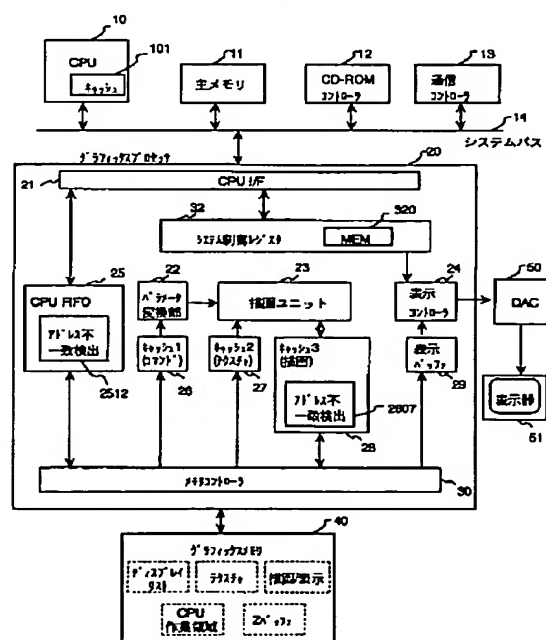 10
CPU
101
キャッシュ
11
主メモリ
12
CD-ROM
コントローラ
13
通信
コントローラ
14
システムバス
グラフィックスプロセッサ
20
21
CPU I/F
32
システム制御レジスタ
320
MEM
25
CPU FIFO
アドレス不
一致検出
2512
22
パラメータ
変換部
23
描画ユニット
24
表示
コントローラ
50
DAC
キャッシュ1
(コマンド)
26
キャッシュ2
(テクスチャ)
27
キャッシュ3
(描画)
アドレス不
一致検出
2807
28
表示
バッファ
29
表示器
51
メモリコントローラ
30
40
グラフィックスメモリ
ディスプレイ
リスト
テクスチャ
描画/表示
CPU
作業領域
Zバッファ